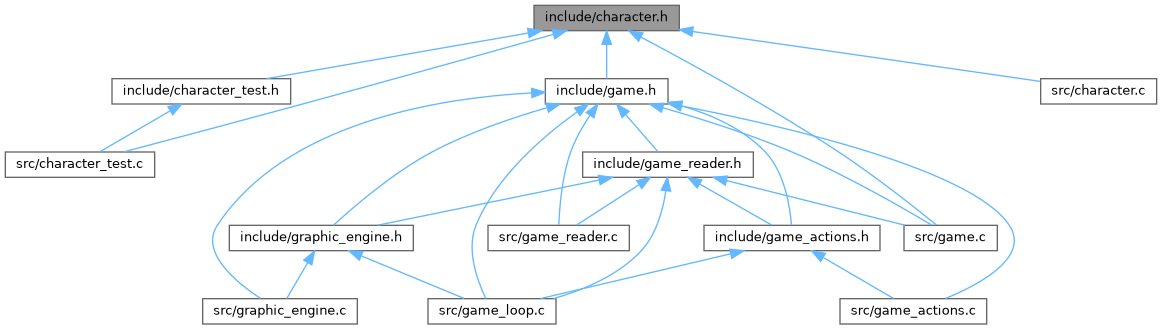 include/character.h
include/character_test.h
include/game.h
src/character.c
src/character_test.c
include/game_reader.h
include/graphic_engine.h
src/game_reader.c
include/game_actions.h
src/game.c
src/graphic_engine.c
src/game_loop.c
src/game_actions.c